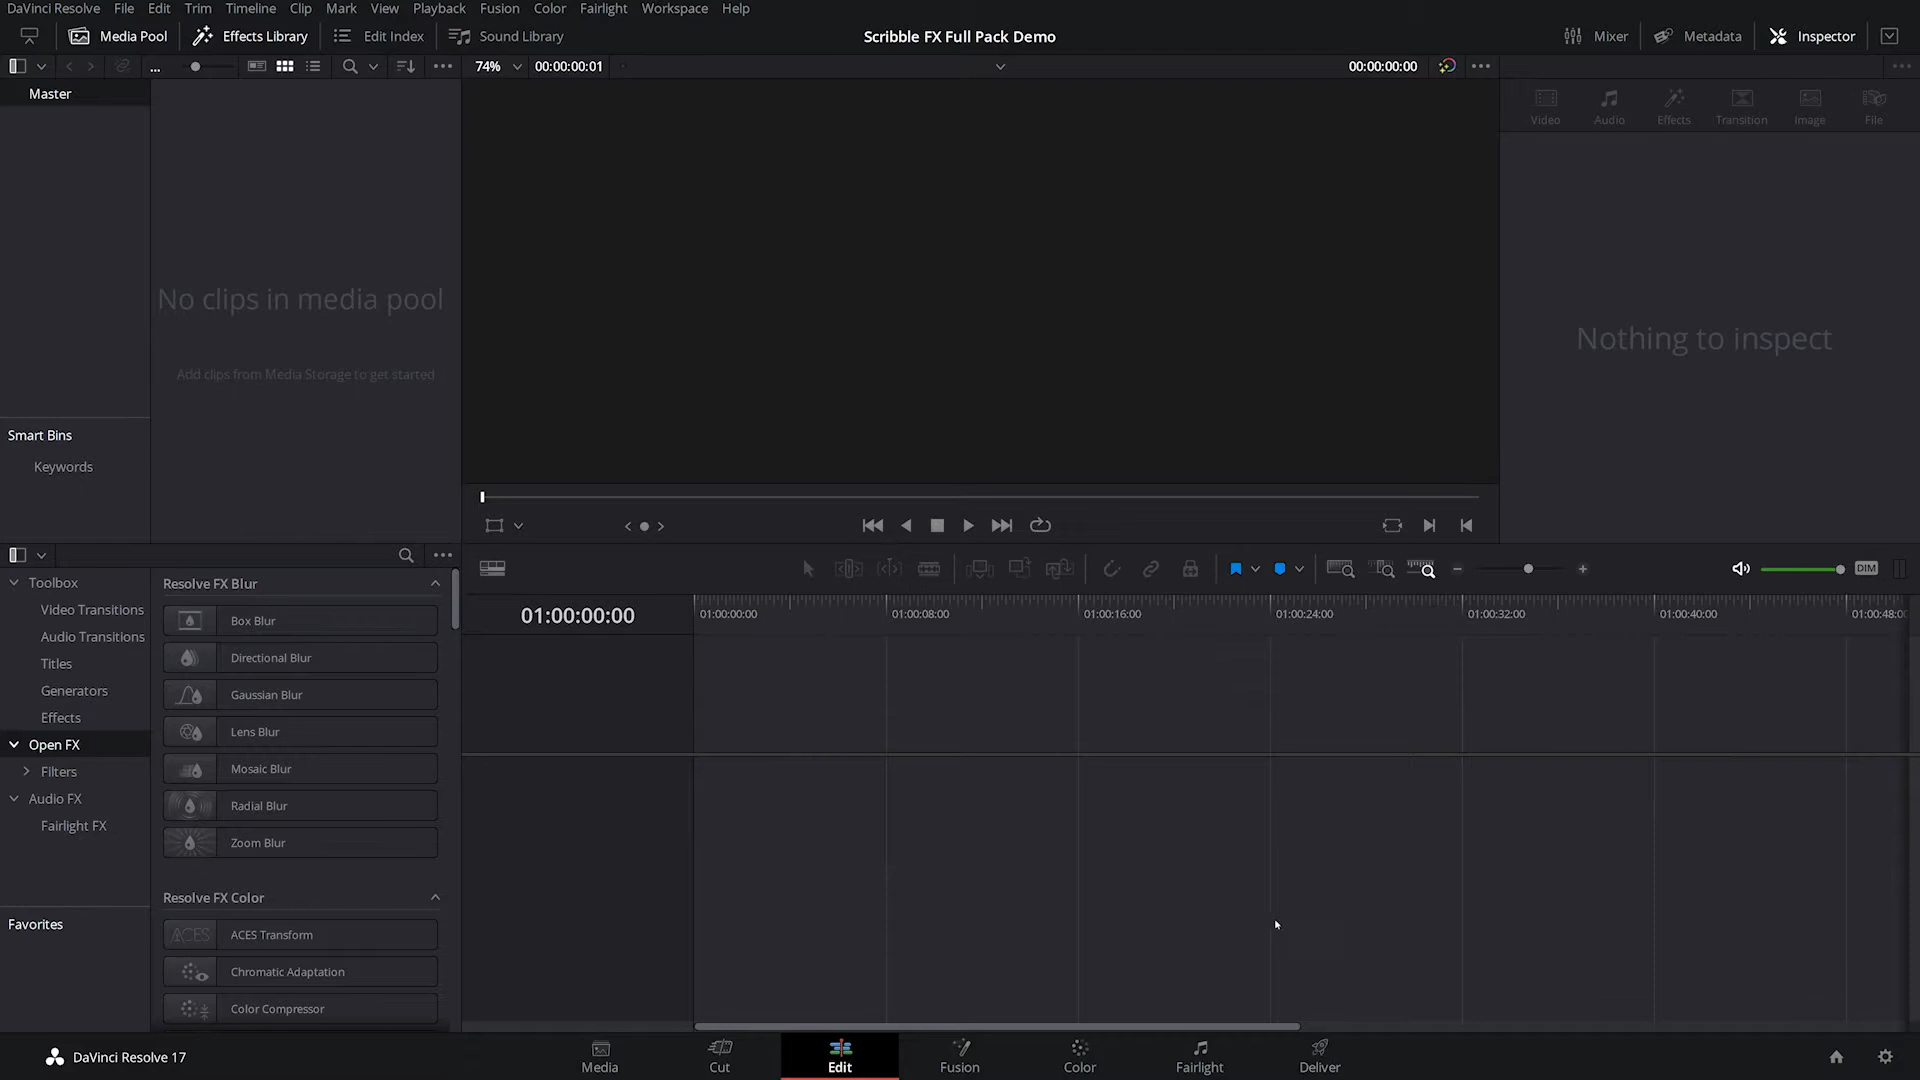 DaVinci Resolve File Edit Trim Timeline Clip Mark View Playback Fusion Color Fairlight Workspace Help
Media Pool Effects Library Edit Index Sound Library Scribble FX Full Pack Demo Mixer Metadata Inspector
... 74% 00:00:00:01 00:00:00:00
Master
Video Audio Effects Transition Image File
No clips in media pool
Add clips from Media Storage to get started
Nothing to inspect
Smart Bins
Keywords
Toolbox
Video Transitions
Audio Transitions
Titles
Generators
Effects
Open FX
Filters
Audio FX
Fairlight FX
Favorites
Resolve FX Blur
Box Blur
Directional Blur
Gaussian Blur
Lens Blur
Mosaic Blur
Radial Blur
Zoom Blur
Resolve FX Color
ACES ACES Transform
Chromatic Adaptation
Color Compressor
DIM
01:00:00:00 01:00:00:00 01:00:08:00 01:00:16:00 01:00:24:00 01:00:32:00 01:00:40:00 01:00:48:0
DaVinci Resolve 17 Media Cut Edit Fusion Color Fairlight Deliver